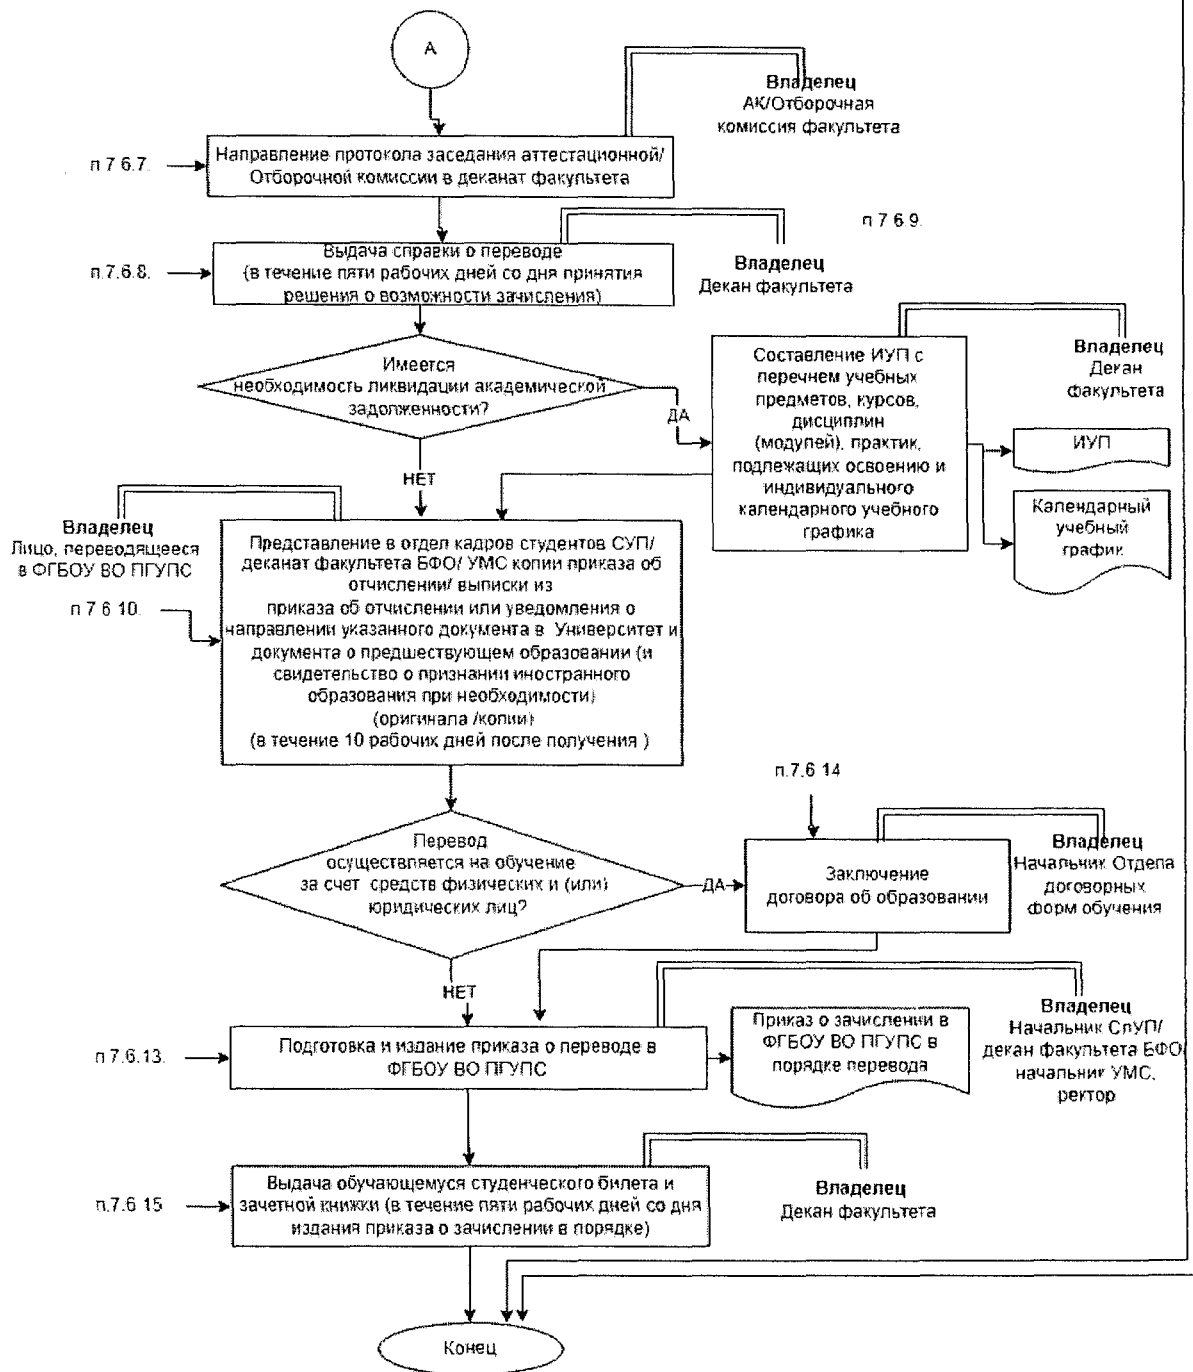 А
Владелец
АК/Отборочная
комиссия факультета
п 7 6.7.
Направление протокола заседания аттестационной/
Отборочной комиссии в деканат факультета
п 7 6.9.
п.7.6.8.
Выдача справки о переводе
(в течение пяти рабочих дней со дня принятия
решения о возможности зачисления)
Владелец
Декан факультета
Имеется
необходимость ликвидации академической
задолженности?
ДА
НЕТ
Составление ИУП с
перечнем учебных
предметов, курсов,
дисциплин
(модулей), практик,
подлежащих освоению и
индивидуального
календарного учебного
графика
Владелец
Декан
факультета
ИУП
Календарный
учебный
график
Владелец
Лицо, переводящееся
в ФГБОУ ВО ПГУПС
п 7 6 10.
Представление в отдел кадров студентов СУП/
деканат факультета БФО/ УМС копии приказа об
отчислении/ выписки из
приказа об отчислении или уведомления о
направлении указанного документа в Университет и
документа о предшествующем образовании (и
свидетельство о признании иностранного
образования при необходимости)
(оригинала /копии)
(в течение 10 рабочих дней после получения )
п.7.6 14
Перевод
осуществляется на обучение
за счет средств физических и (или)
юридических лиц?
ДА
НЕТ
Заключение
договора об образовании
Владелец
Начальник Отдела
договорных
форм обучения
п 7.6.13.
Подготовка и издание приказа о переводе в
ФГБОУ ВО ПГУПС
Приказ о зачислении в
ФГБОУ ВО ПГУПС в
порядке перевода
Владелец
Начальник СпУП/
декан факультета БФО/
начальник УМС,
ректор
п.7.6 15
Выдача обучающемуся студенческого билета и
зачетной книжки (в течение пяти рабочих дней со дня
издания приказа о зачислении в порядке)
Владелец
Декан факультета
Конец